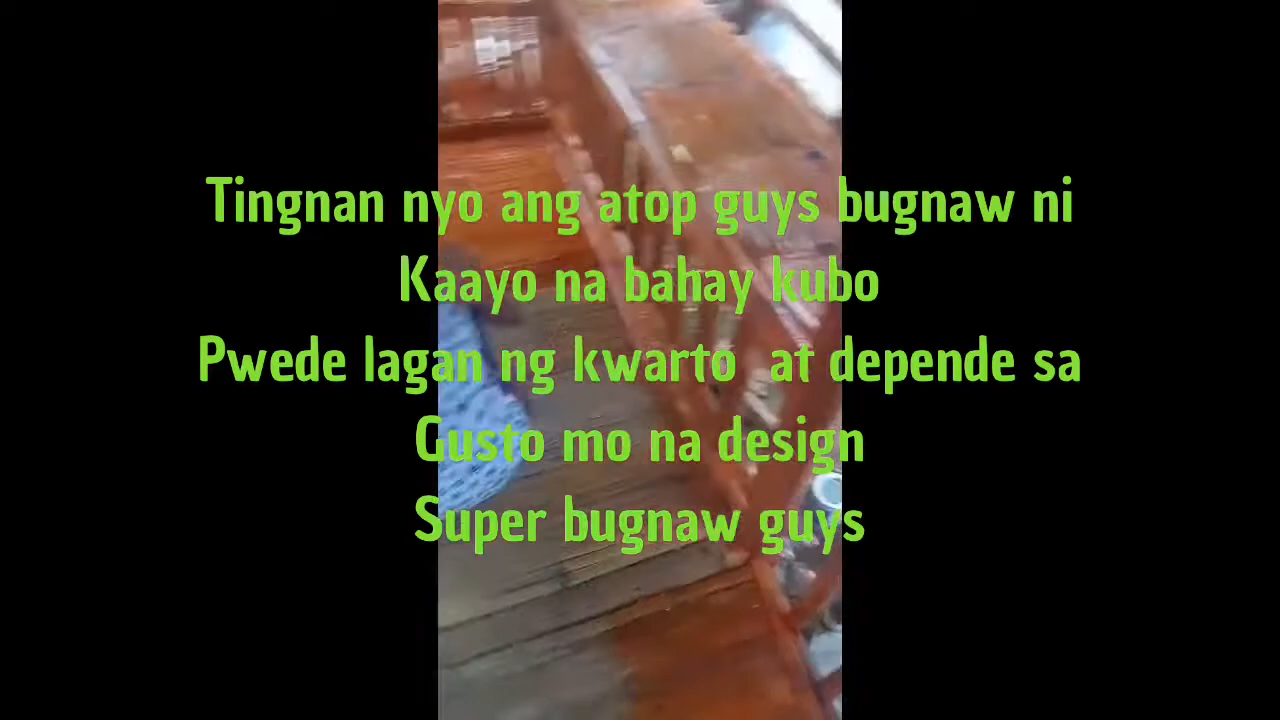 Tingnan nyo ang atop guys bugnaw ni
Kaayo na bahay kubo
Pwede lagan ng kwarto at depende sa
Gusto mo na design
Super bugnaw guys